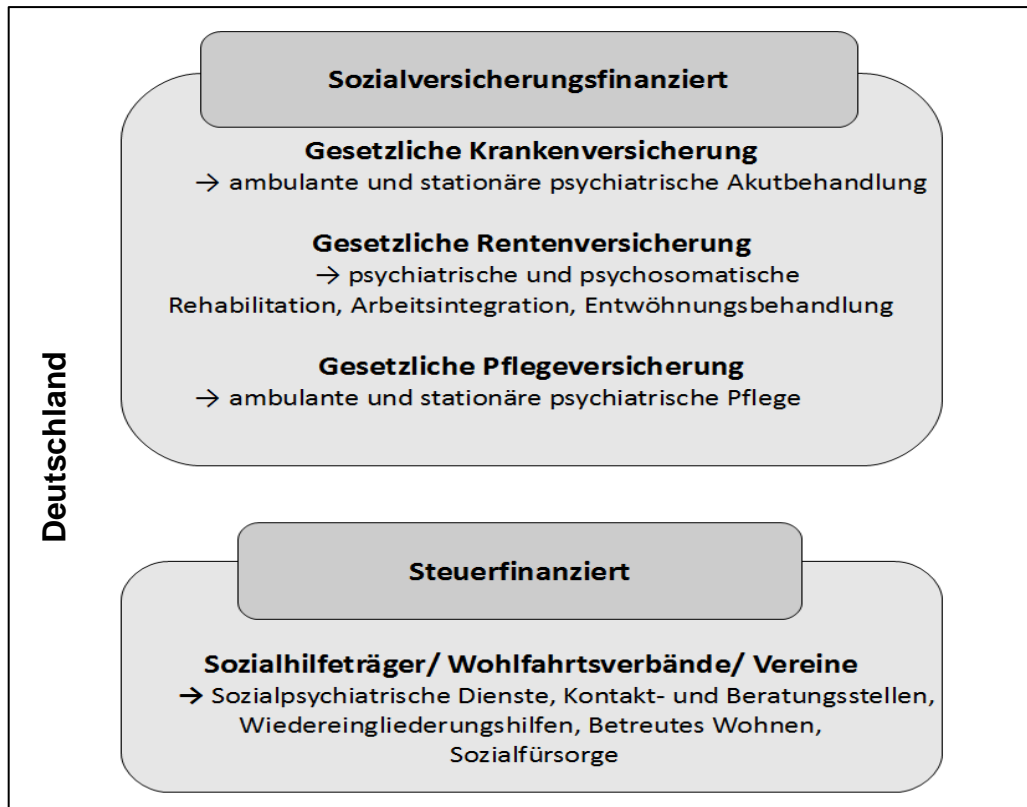 Deutschland
Sozialversicherungsfinanziert
Gesetzliche Krankenversicherung
→ ambulante und stationäre psychiatrische Akutbehandlung
Gesetzliche Rentenversicherung
→ psychiatrische und psychosomatische
Rehabilitation, Arbeitsintegration, Entwöhnungsbehandlung
Gesetzliche Pflegeversicherung
→ ambulante und stationäre psychiatrische Pflege
Steuerfinanziert
Sozialhilfeträger/ Wohlfahrtsverbände/ Vereine
→ Sozialpsychiatrische Dienste, Kontakt- und Beratungsstellen,
Wiedereingliederungshilfen, Betreutes Wohnen,
Sozialfürsorge